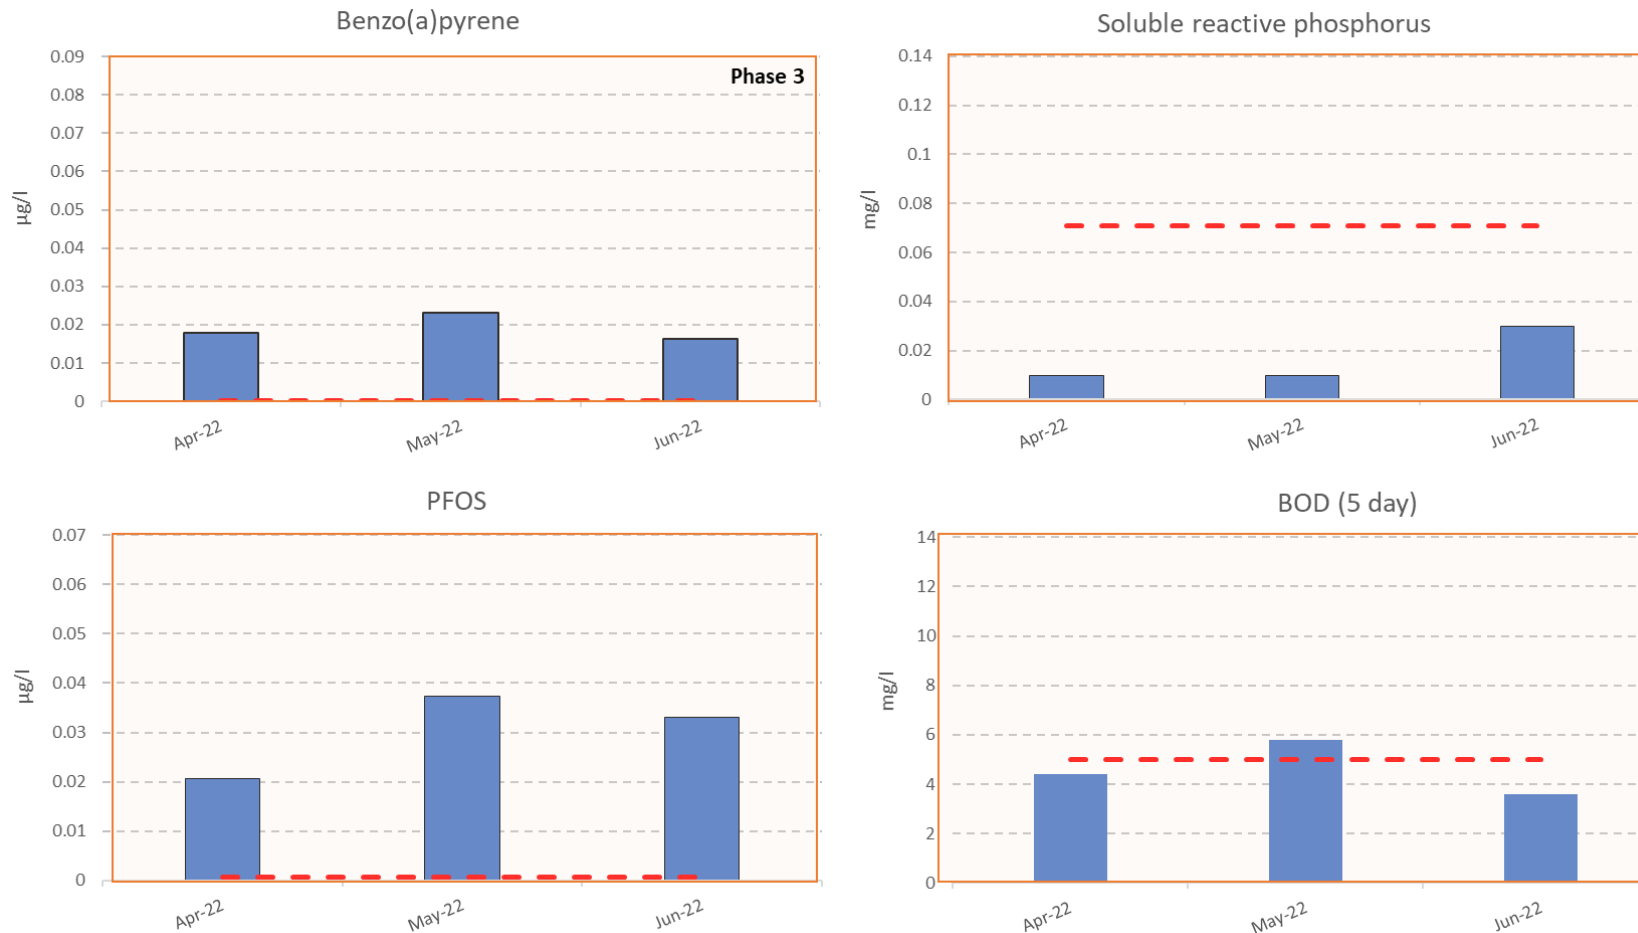 Benzo(a)pyrene
0.09
0.08
0.07
0.06
0.05
0.04
0.03
0.02
0.01
0
µg/l
Phase 3
Apr-22
May-22
Jun-22
Soluble reactive phosphorus
0.14
0.12
0.1
0.08
0.06
0.04
0.02
0
mg/l
Apr-22
May-22
Jun-22
PFOS
0.07
0.06
0.05
0.04
0.03
0.02
0.01
0
µg/l
Apr-22
May-22
Jun-22
BOD (5 day)
14
12
10
8
6
4
2
0
mg/l
Apr-22
May-22
Jun-22